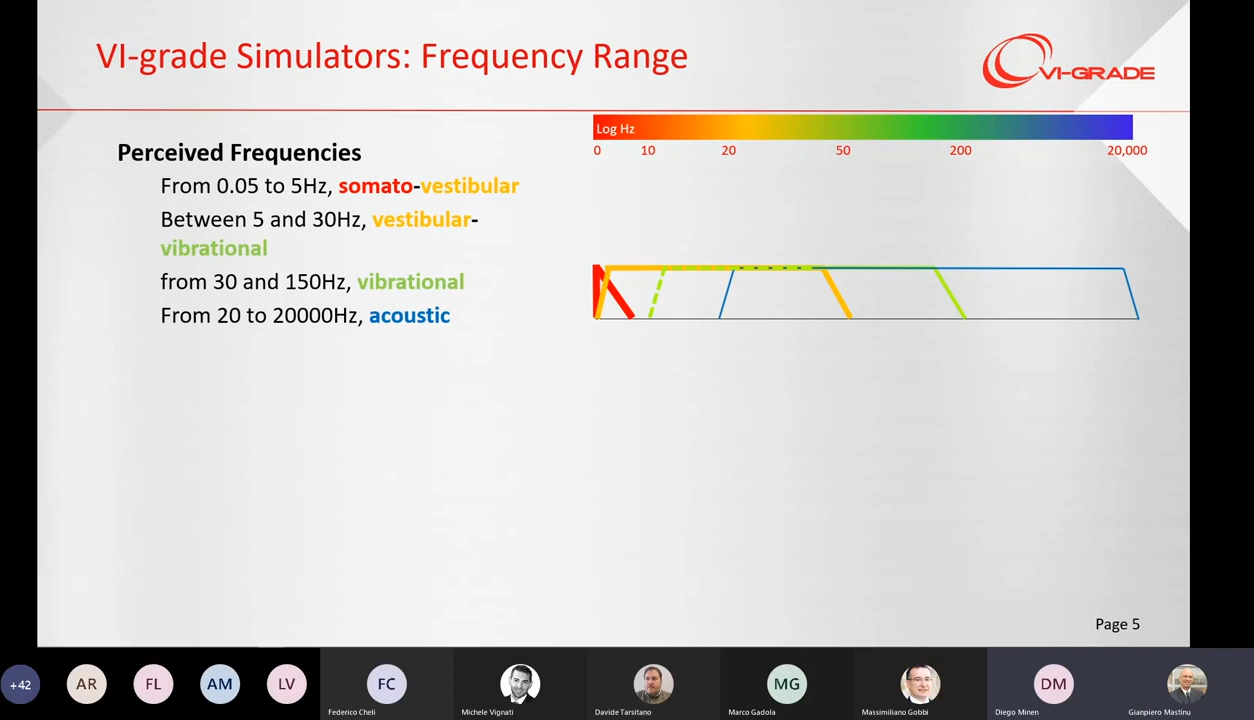 VI-grade Simulators: Frequency Range
VI-GRADE
Perceived Frequencies
From 0.05 to 5Hz, somato-vestibular
Between 5 and 30Hz, vestibular-
vibrational
from 30 and 150Hz, vibrational
From 20 to 20000Hz, acoustic
Log Hz
0 10 20 50 200 20,000
Page 5
+42 AR FL AM LV FC MG DM
Federico Cheli Michele Vignati Davide Tarsitano Marco Gadola Massimiliano Gobbi Diego Minen Gianpiero Mastinu